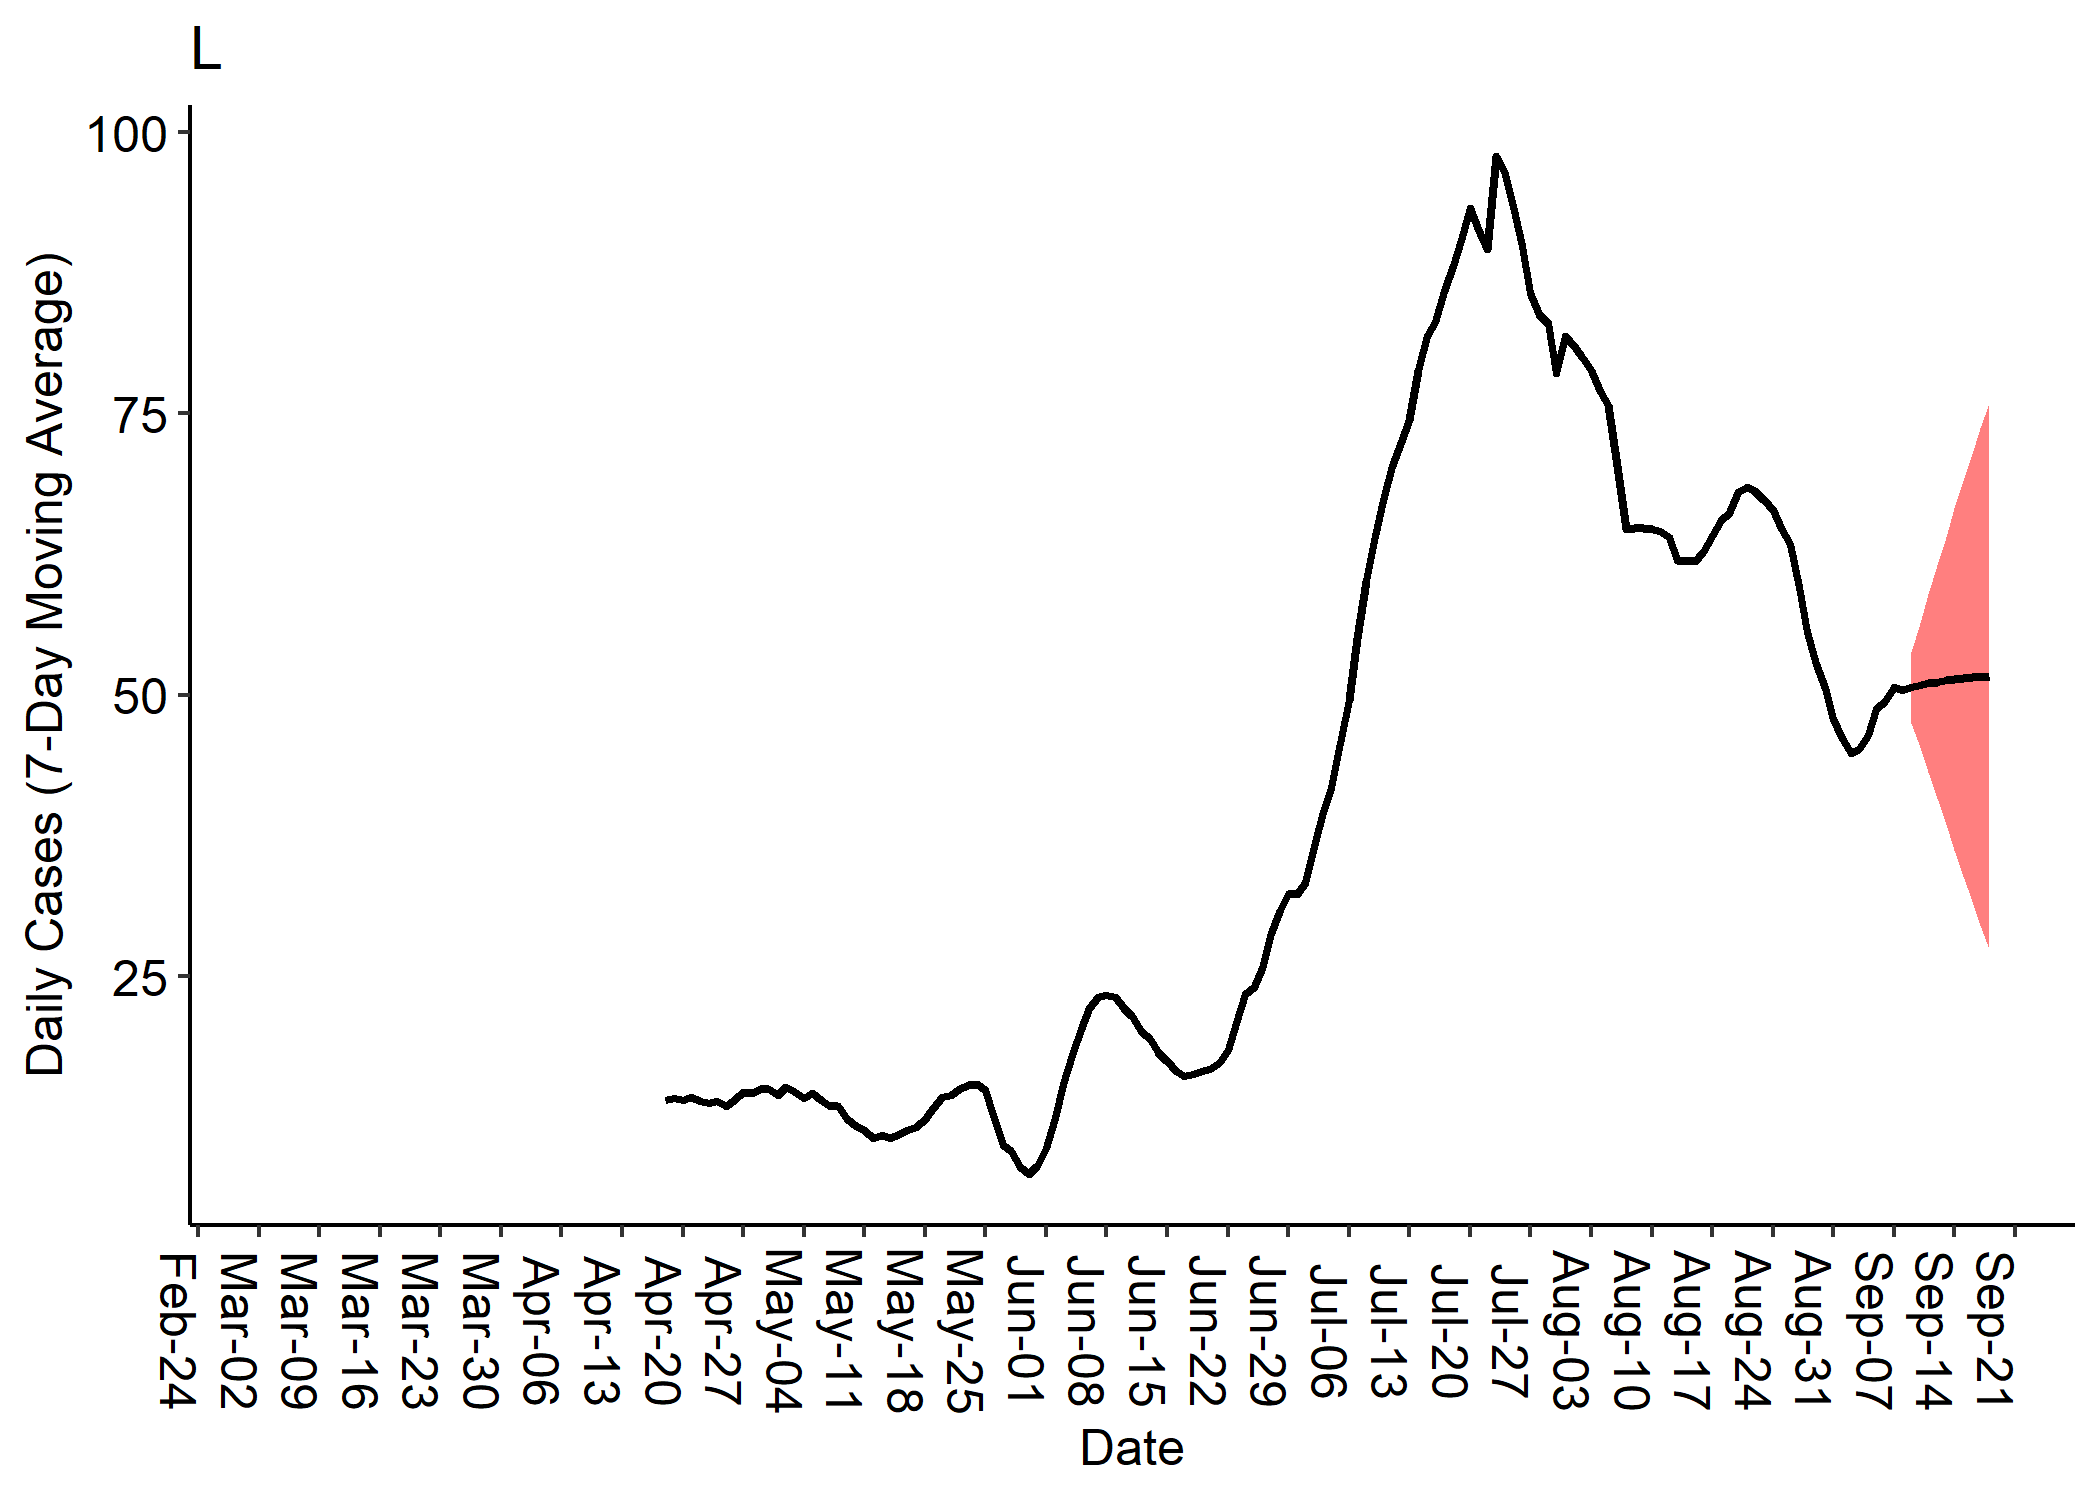 L
100
75
50
25
Daily Cases (7-Day Moving Average)
Feb-24
Mar-02
Mar-09
Mar-16
Mar-23
Mar-30
Apr-06
Apr-13
Apr-20
Apr-27
May-04
May-11
May-18
May-25
Jun-01
Jun-08
Jun-15
Jun-22
Jun-29
Jul-06
Jul-13
Jul-20
Jul-27
Aug-03
Aug-10
Aug-17
Aug-24
Aug-31
Sep-07
Sep-14
Sep-21
Date